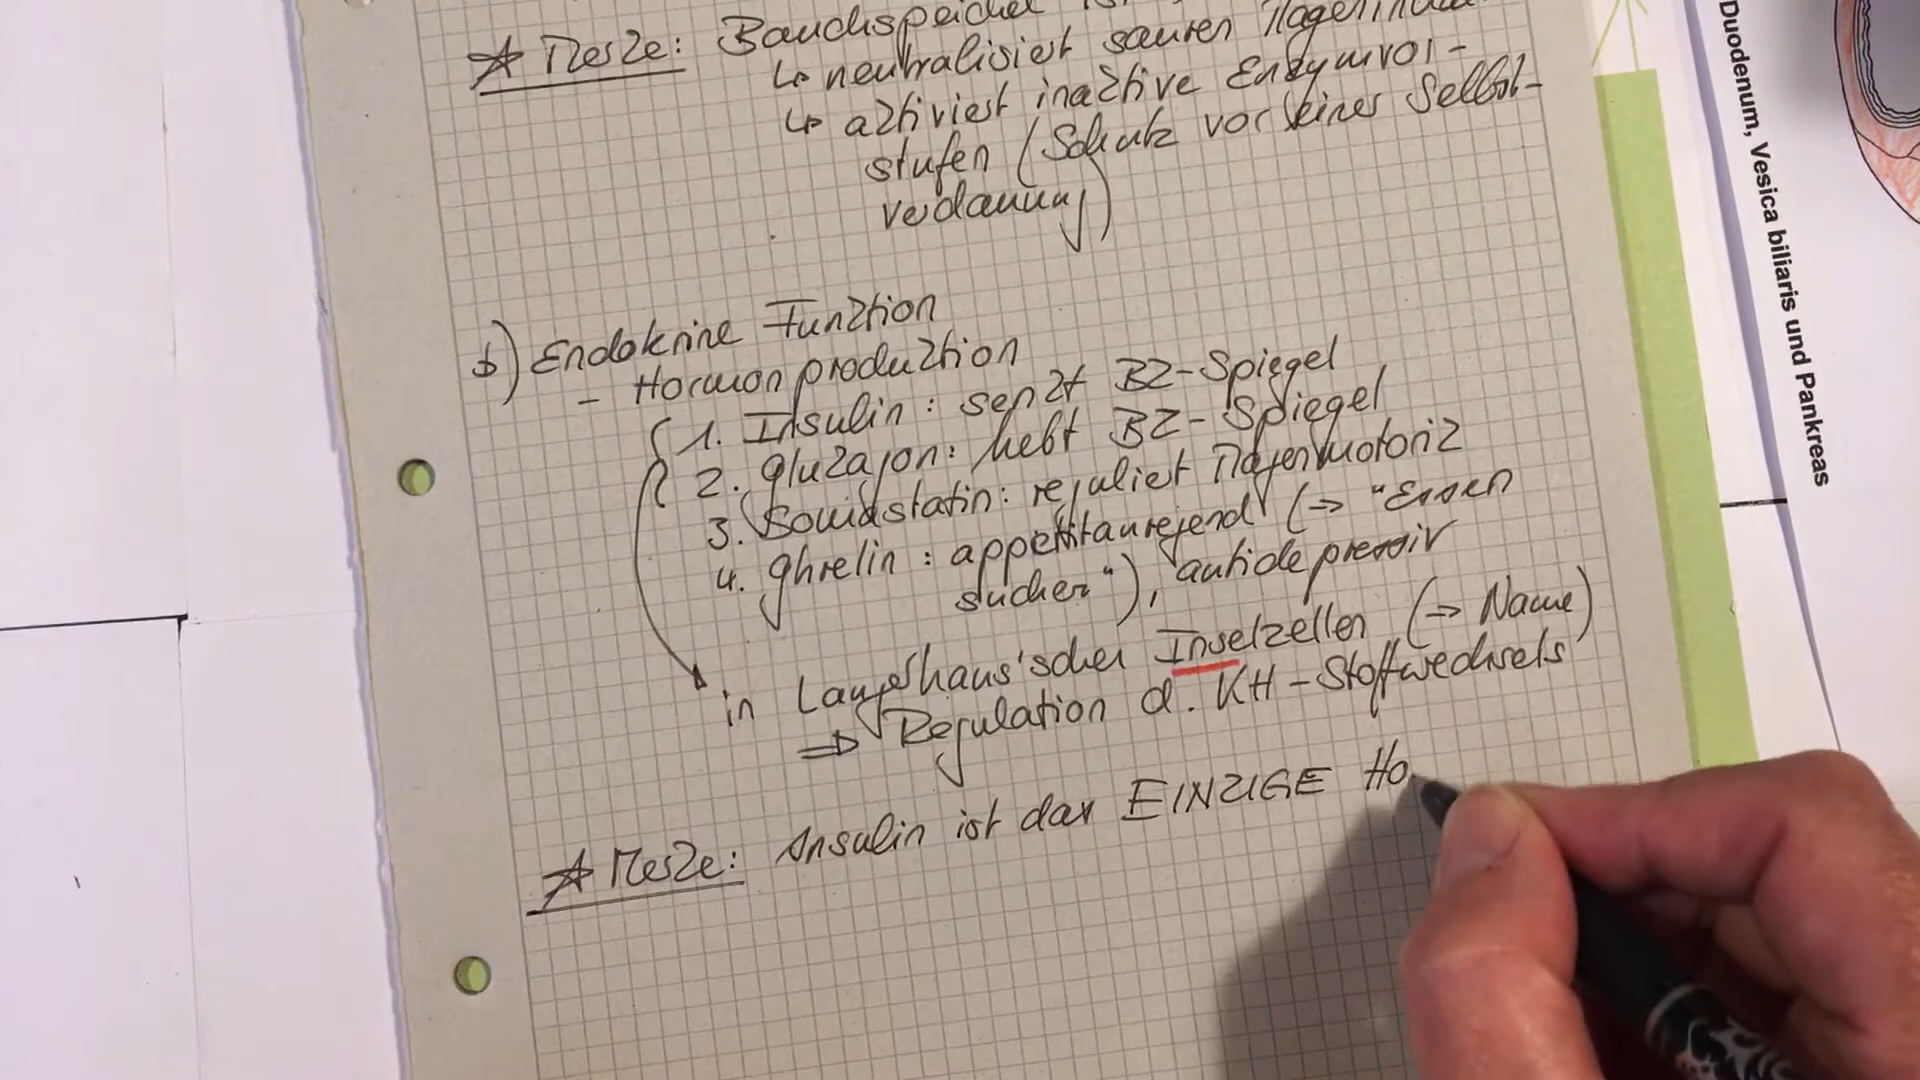 ★ Merke: Bauchspeichel
↳ neutralisiert sauren Mageninhalt
↳ aktiviert inaktive Enzymvor-
stufen (Schutz vor einer Selbst-
verdauung)
b) Endokrine Funktion
- Hormonproduktion
1. Insulin: senkt BZ-Spiegel
2. Glukagon: hebt BZ-Spiegel
3. Somatostatin: reguliert Magenmotorik
4. Ghrelin: appetitanregend (→ "Essen
suchen"), antidepressiv
in Langerhans'schen Inselzellen (→ Name)
⇒ Regulation d. KH-Stoffwechsels
★ Merke: Insulin ist das EINZIGE Ho
Duodenum, Vesica biliaris und Pankreas